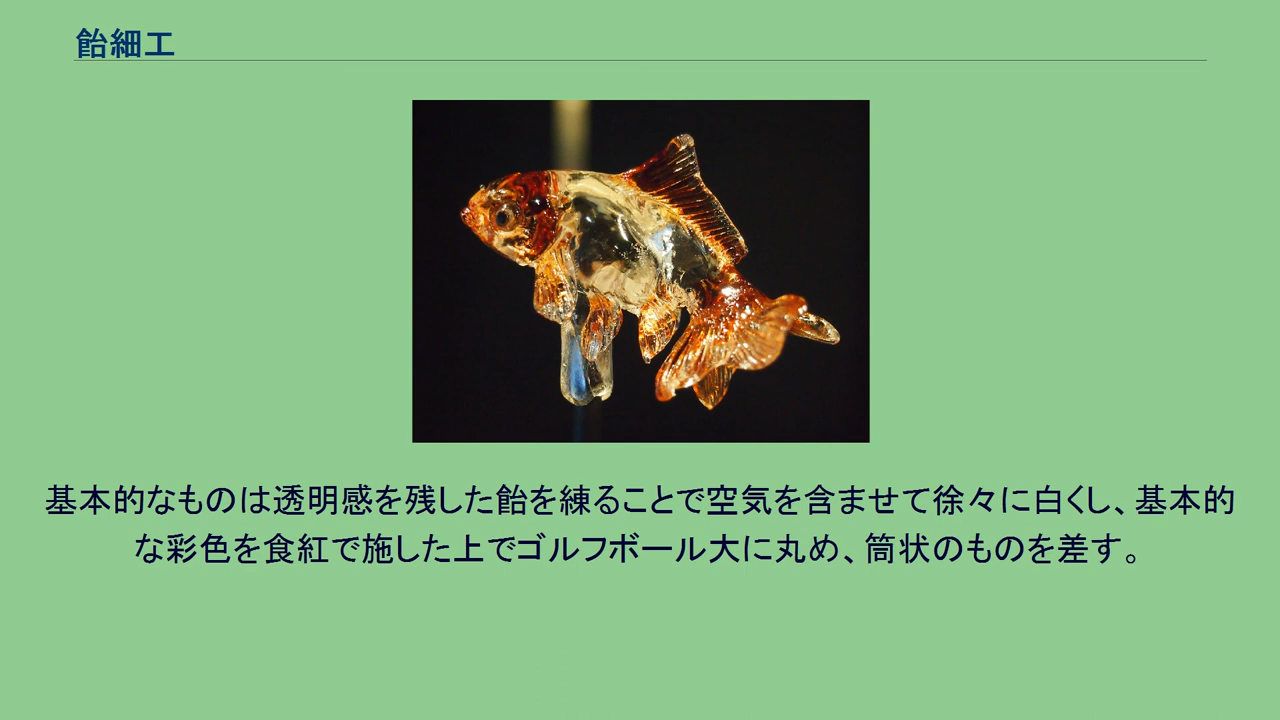 飴細工
基本的なものは透明感を残した飴を練ることで空気を含ませて徐々に白くし、基本的
な彩色を食紅で施した上でゴルフボール大に丸め、筒状のものを差す。